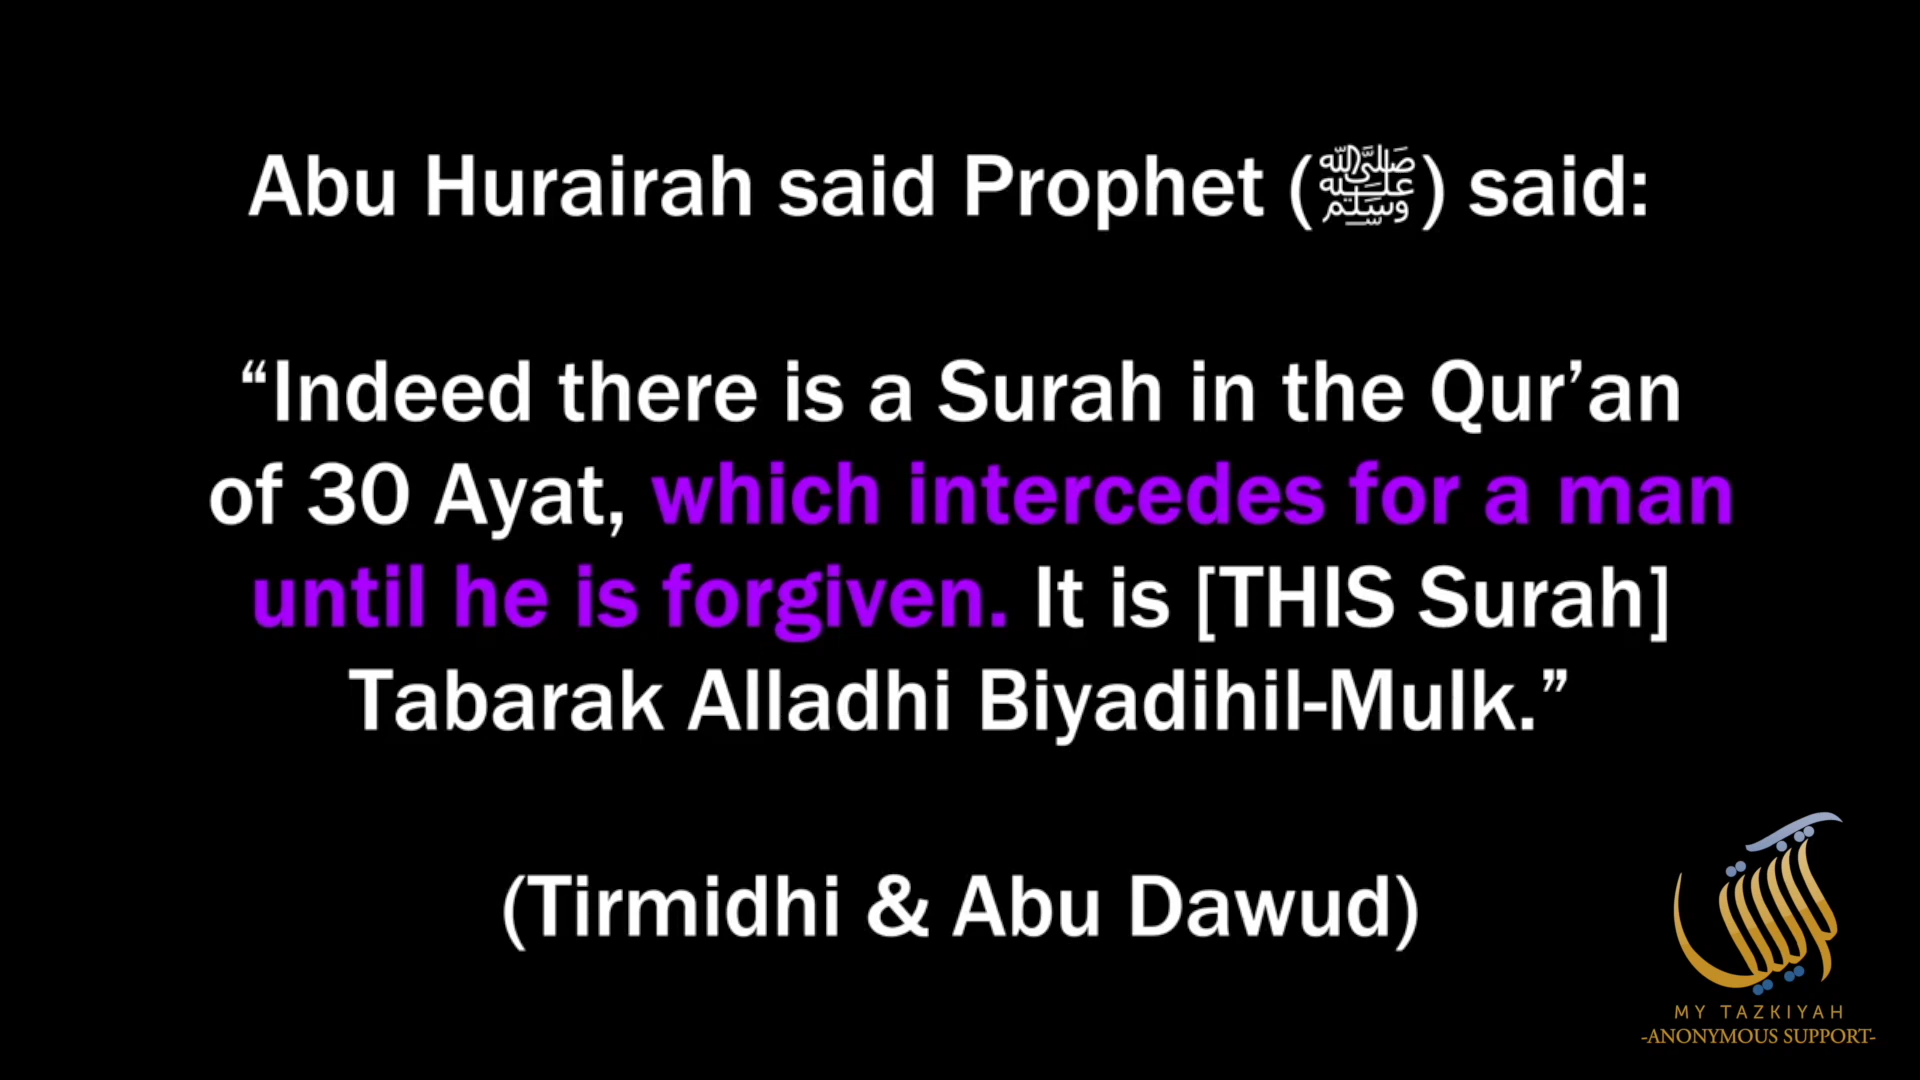 Abu Hurairah said Prophet (ﷺ) said:
“Indeed there is a Surah in the Qur’an
of 30 Ayat, which intercedes for a man
until he is forgiven. It is [THIS Surah]
Tabarak Alladhi Biyadihil-Mulk.”
(Tirmidhi & Abu Dawud)
MY TAZKIYAH
-ANONYMOUS SUPPORT-